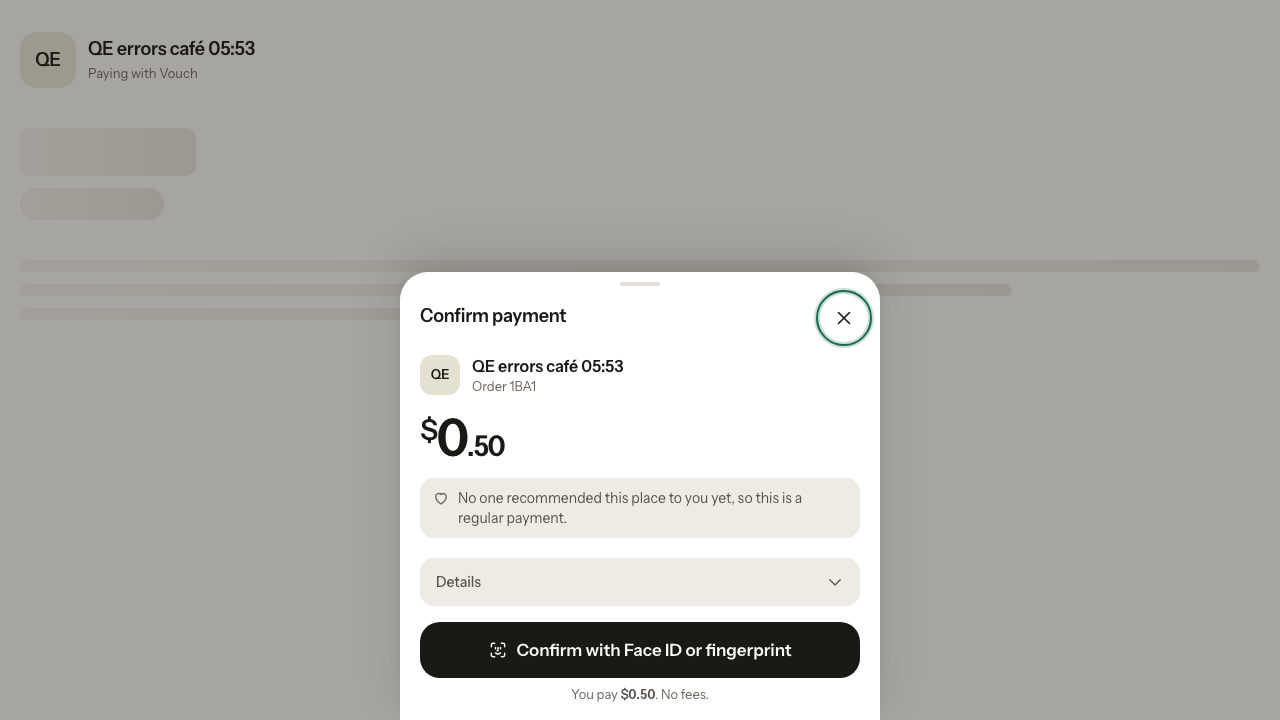 QE
QE errors café 05:53
Paying with Vouch
Confirm payment
QE
QE errors café 05:53
Order 1BA1
$0.50
No one recommended this place to you yet, so this is a
regular payment.
Details
Confirm with Face ID or fingerprint
You pay $0.50. No fees.